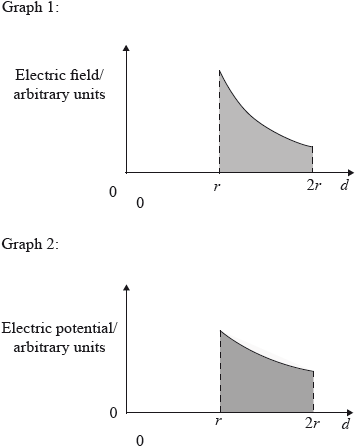 Graph 1:
Electric field/
arbitrary units
0
0
r
2r
d
Graph 2:
Electric potential/
arbitrary units
0
0
r
2r
d